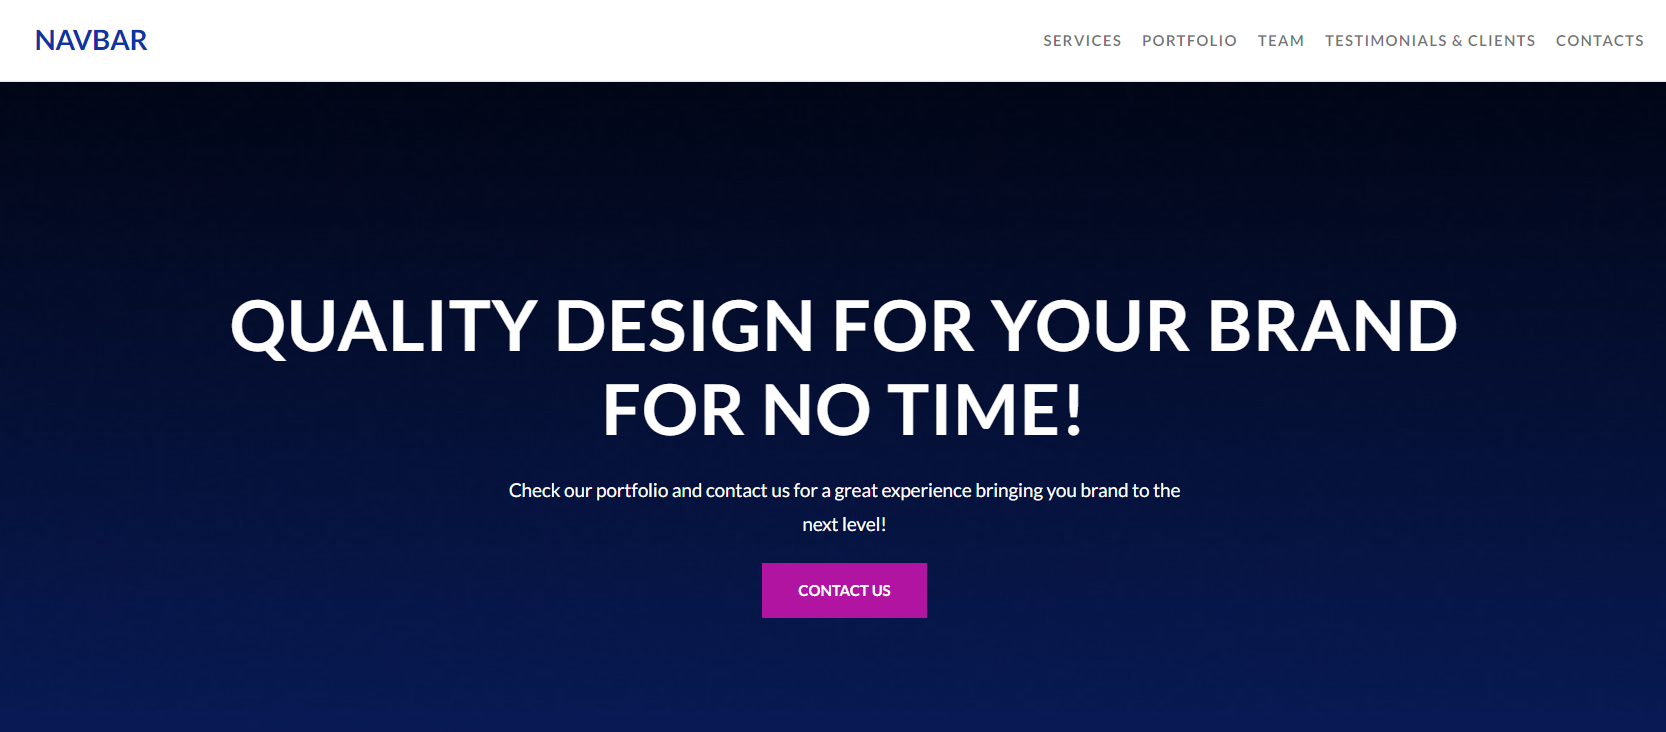 NAVBAR
SERVICES PORTFOLIO TEAM TESTIMONIALS & CLIENTS CONTACTS
QUALITY DESIGN FOR YOUR BRAND
FOR NO TIME!
Check our portfolio and contact us for a great experience bringing you brand to the
next level!
CONTACT US